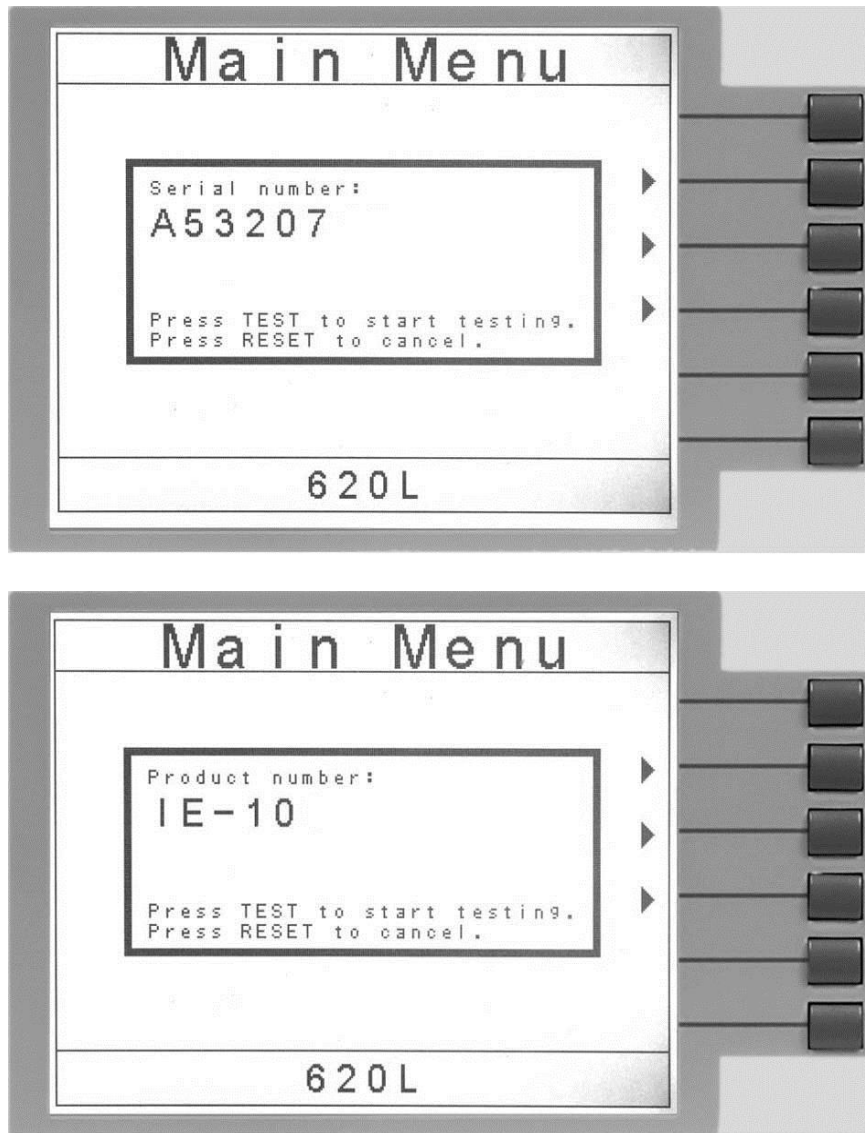 Main Menu
Serial number:
A53207
Press TEST to start testing.
Press RESET to cancel.
620L
Main Menu
Product number:
IE-10
Press TEST to start testing.
Press RESET to cancel.
620L